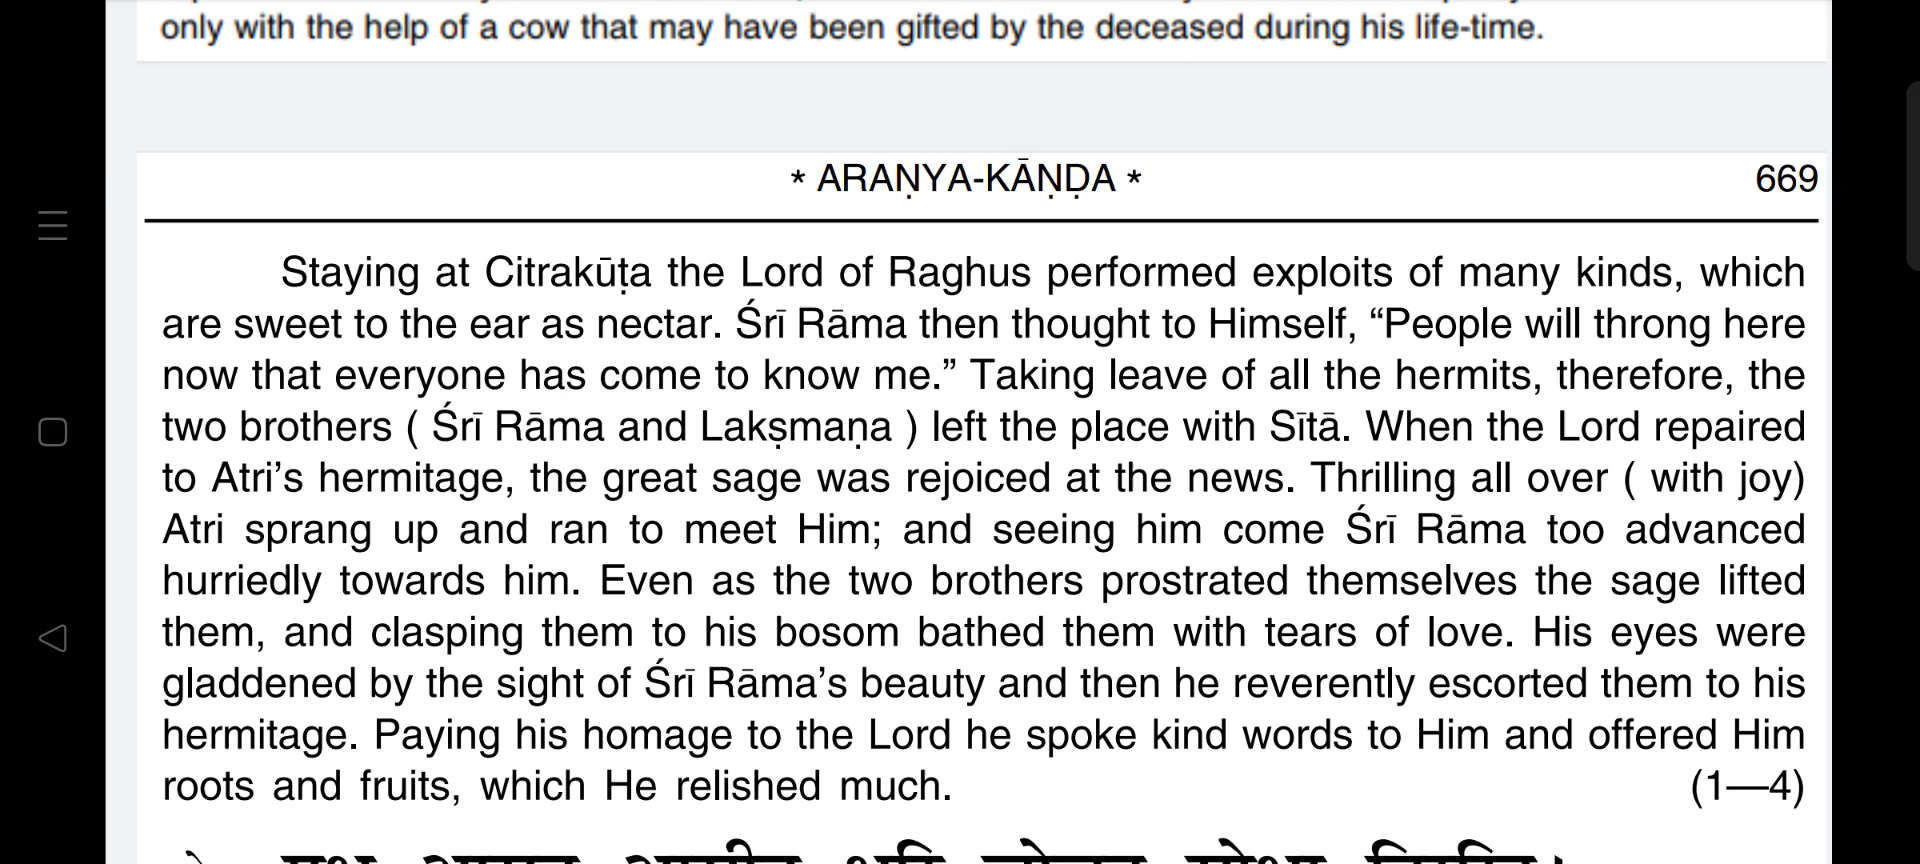 only with the help of a cow that may have been gifted by the deceased during his life-time.
* ARAṆYA-KĀṆḌA *
669
Staying at Citrakūṭa the Lord of Raghus performed exploits of many kinds, which
are sweet to the ear as nectar. Śrī Rāma then thought to Himself, “People will throng here
now that everyone has come to know me.” Taking leave of all the hermits, therefore, the
two brothers ( Śrī Rāma and Lakṣmaṇa ) left the place with Sītā. When the Lord repaired
to Atri’s hermitage, the great sage was rejoiced at the news. Thrilling all over ( with joy)
Atri sprang up and ran to meet Him; and seeing him come Śrī Rāma too advanced
hurriedly towards him. Even as the two brothers prostrated themselves the sage lifted
them, and clasping them to his bosom bathed them with tears of love. His eyes were
gladdened by the sight of Śrī Rāma’s beauty and then he reverently escorted them to his
hermitage. Paying his homage to the Lord he spoke kind words to Him and offered Him
roots and fruits, which He relished much. (1—4)